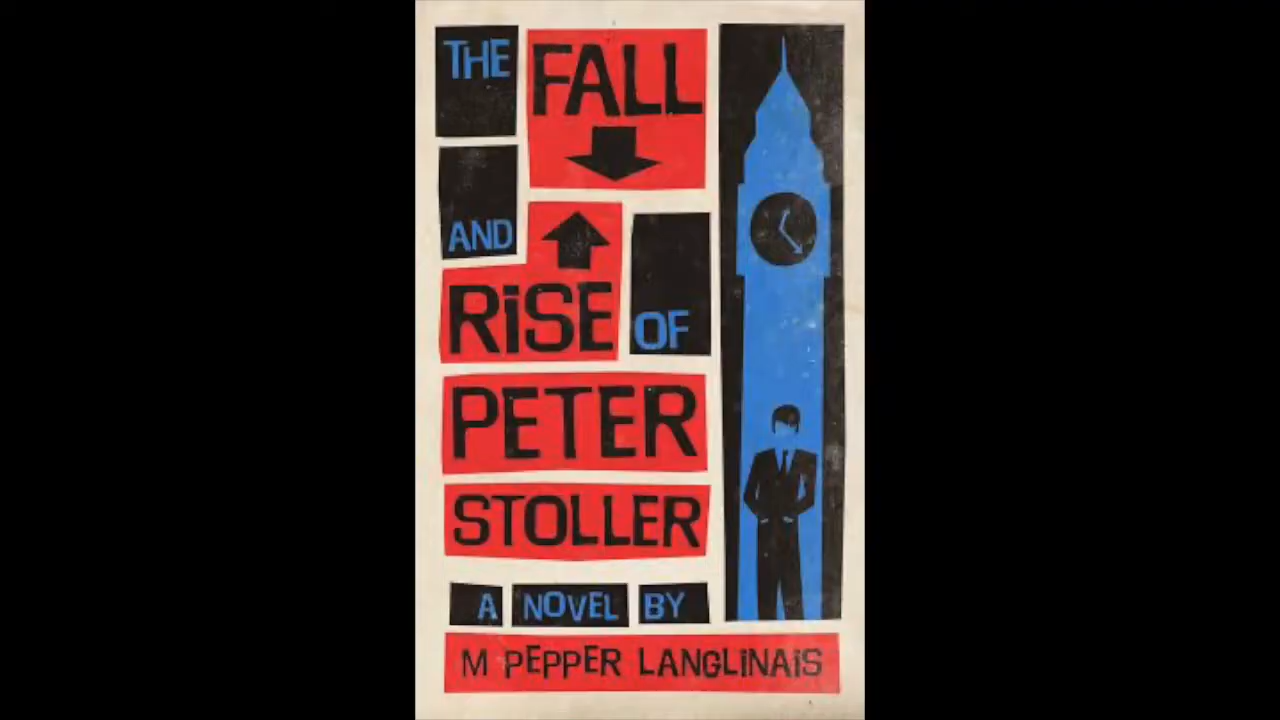 THE FALL
AND
RiSE OF
PETER
STOLLER
A NOVEL BY
M PEPPER LANGLiNAiS